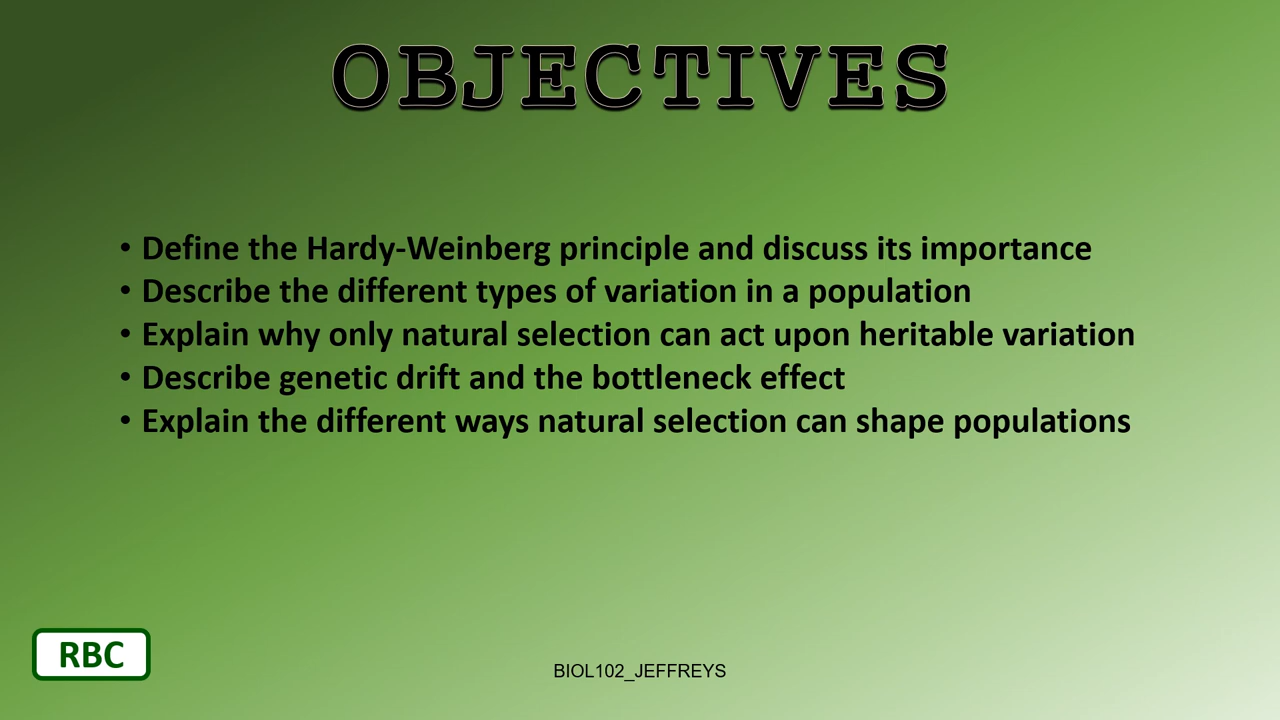 OBJECTIVES
• Define the Hardy-Weinberg principle and discuss its importance
• Describe the different types of variation in a population
• Explain why only natural selection can act upon heritable variation
• Describe genetic drift and the bottleneck effect
• Explain the different ways natural selection can shape populations
RBC
BIOL102_JEFFREYS